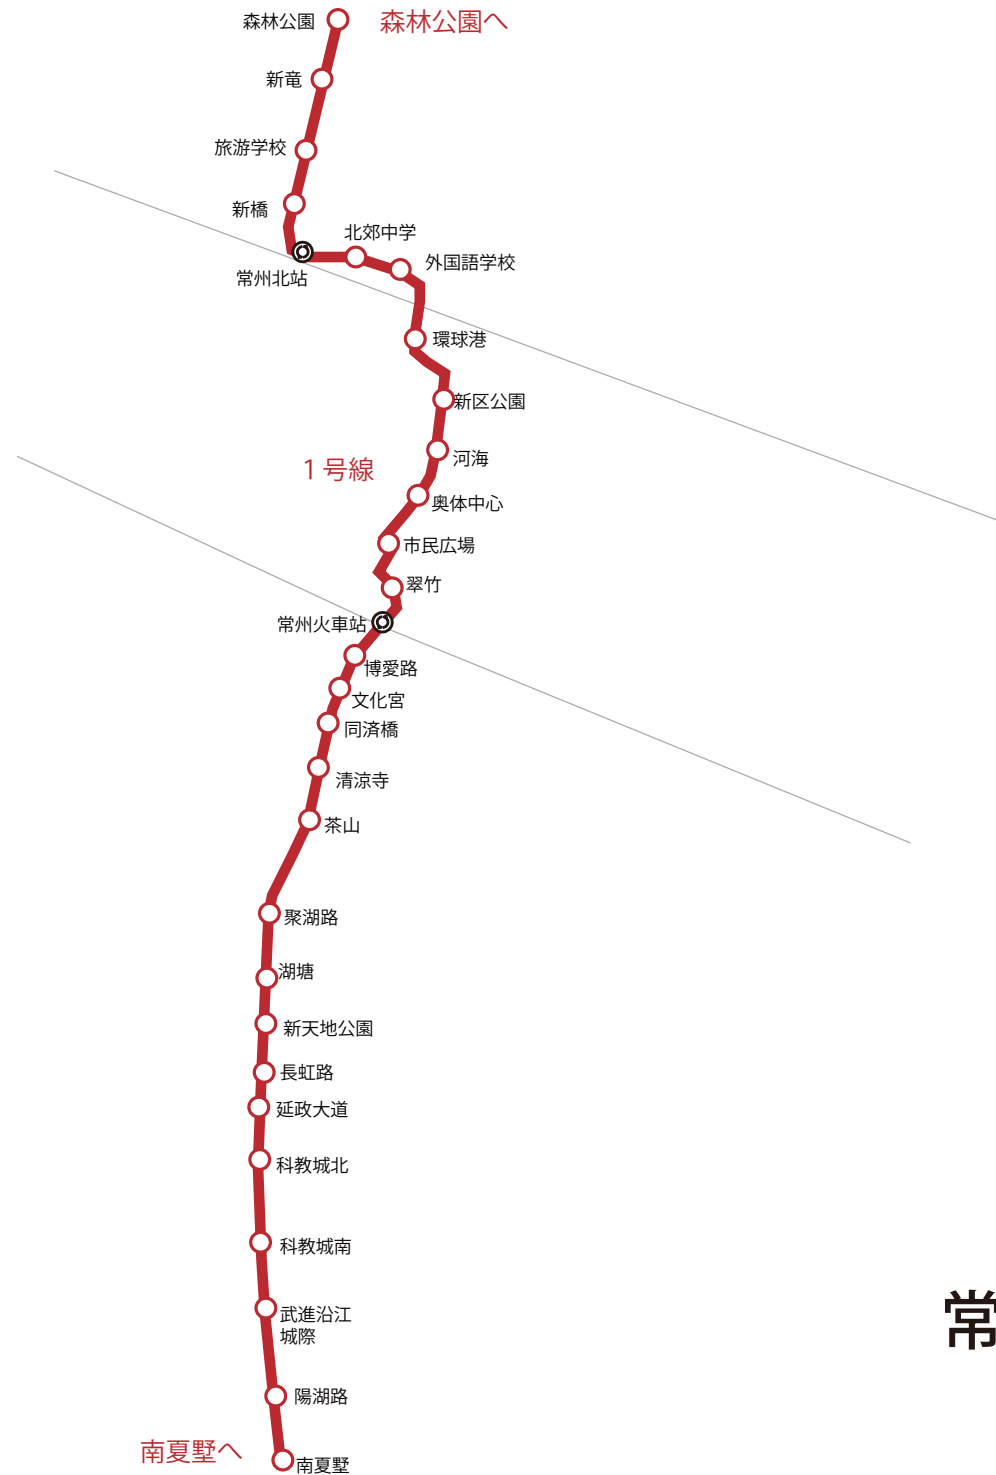 森林公園
森林公園へ
新竜
旅游学校
新橋
北郊中学
外国語学校
常州北站
環球港
新区公園
河海
1号線
奥体中心
市民広場
翠竹
常州火車站
博愛路
文化宮
同済橋
清涼寺
茶山
聚湖路
湖塘
新天地公園
長虹路
延政大道
科教城北
科教城南
武進沿江
城際
常
陽湖路
南夏墅へ
南夏墅